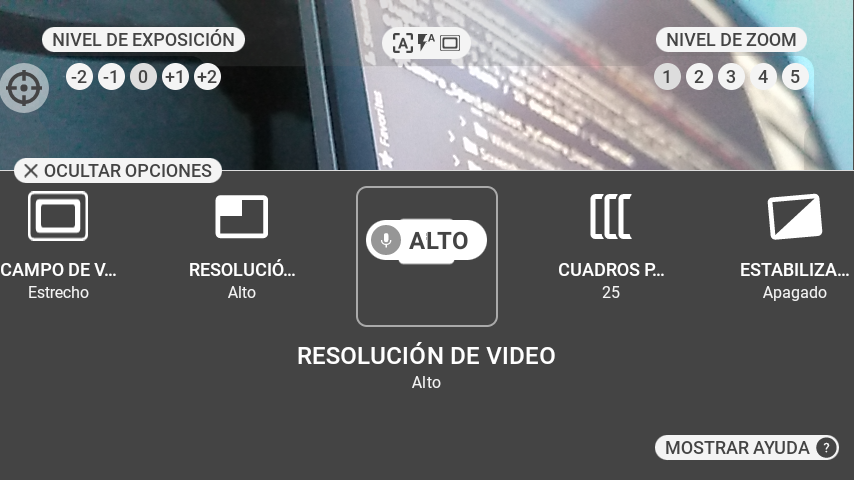 NIVEL DE EXPOSICIÓN
-2 -1 0 +1 +2
A
A
NIVEL DE ZOOM
1 2 3 4 5
Favorites
OCULTAR OPCIONES
CAMPO DE V...
Estrecho
RESOLUCIÓ...
Alto
ALTO
CUADROS P...
25
ESTABILIZA...
Apagado
RESOLUCIÓN DE VIDEO
Alto
MOSTRAR AYUDA ?